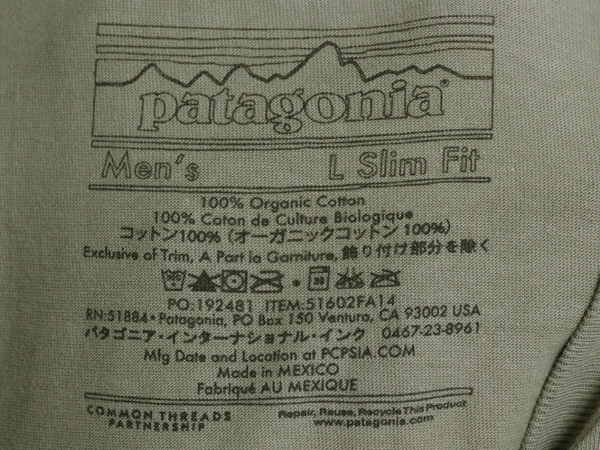 patagonia®
Men's L Slim Fit
100% Organic Cotton
100% Coton de Culture Biologique
コットン100% (オーガニックコットン 100%)
Exclusive of Trim, A Part la Garniture, 飾り付け部分を除く
PO:192481 ITEM:51602FA14
RN:51884•Patagonia, PO Box 150 Ventura, CA 93002 USA
パタゴニア・インターナショナル・インク 0467-23-8961
Mfg Date and Location at PCPSIA.COM
Made in MEXICO
Fabriqué AU MEXIQUE
COMMON THREADS
PARTNERSHIP
Repair, Reuse, Recycle This Product
www.patagonia.com